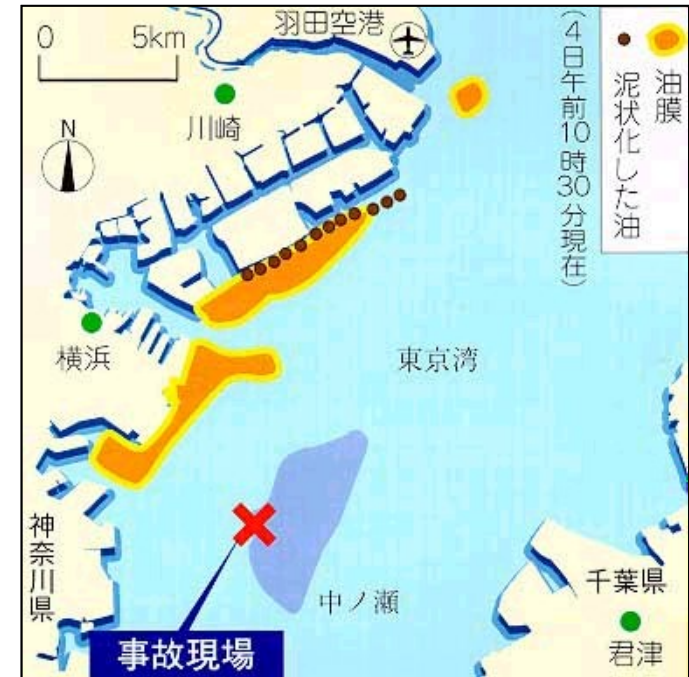 0 5km
羽田空港
川崎
N
油膜
泥状化した油
(4日午前10時30分現在)
横浜
東京湾
神奈川県
中ノ瀬
事故現場
千葉県
君津